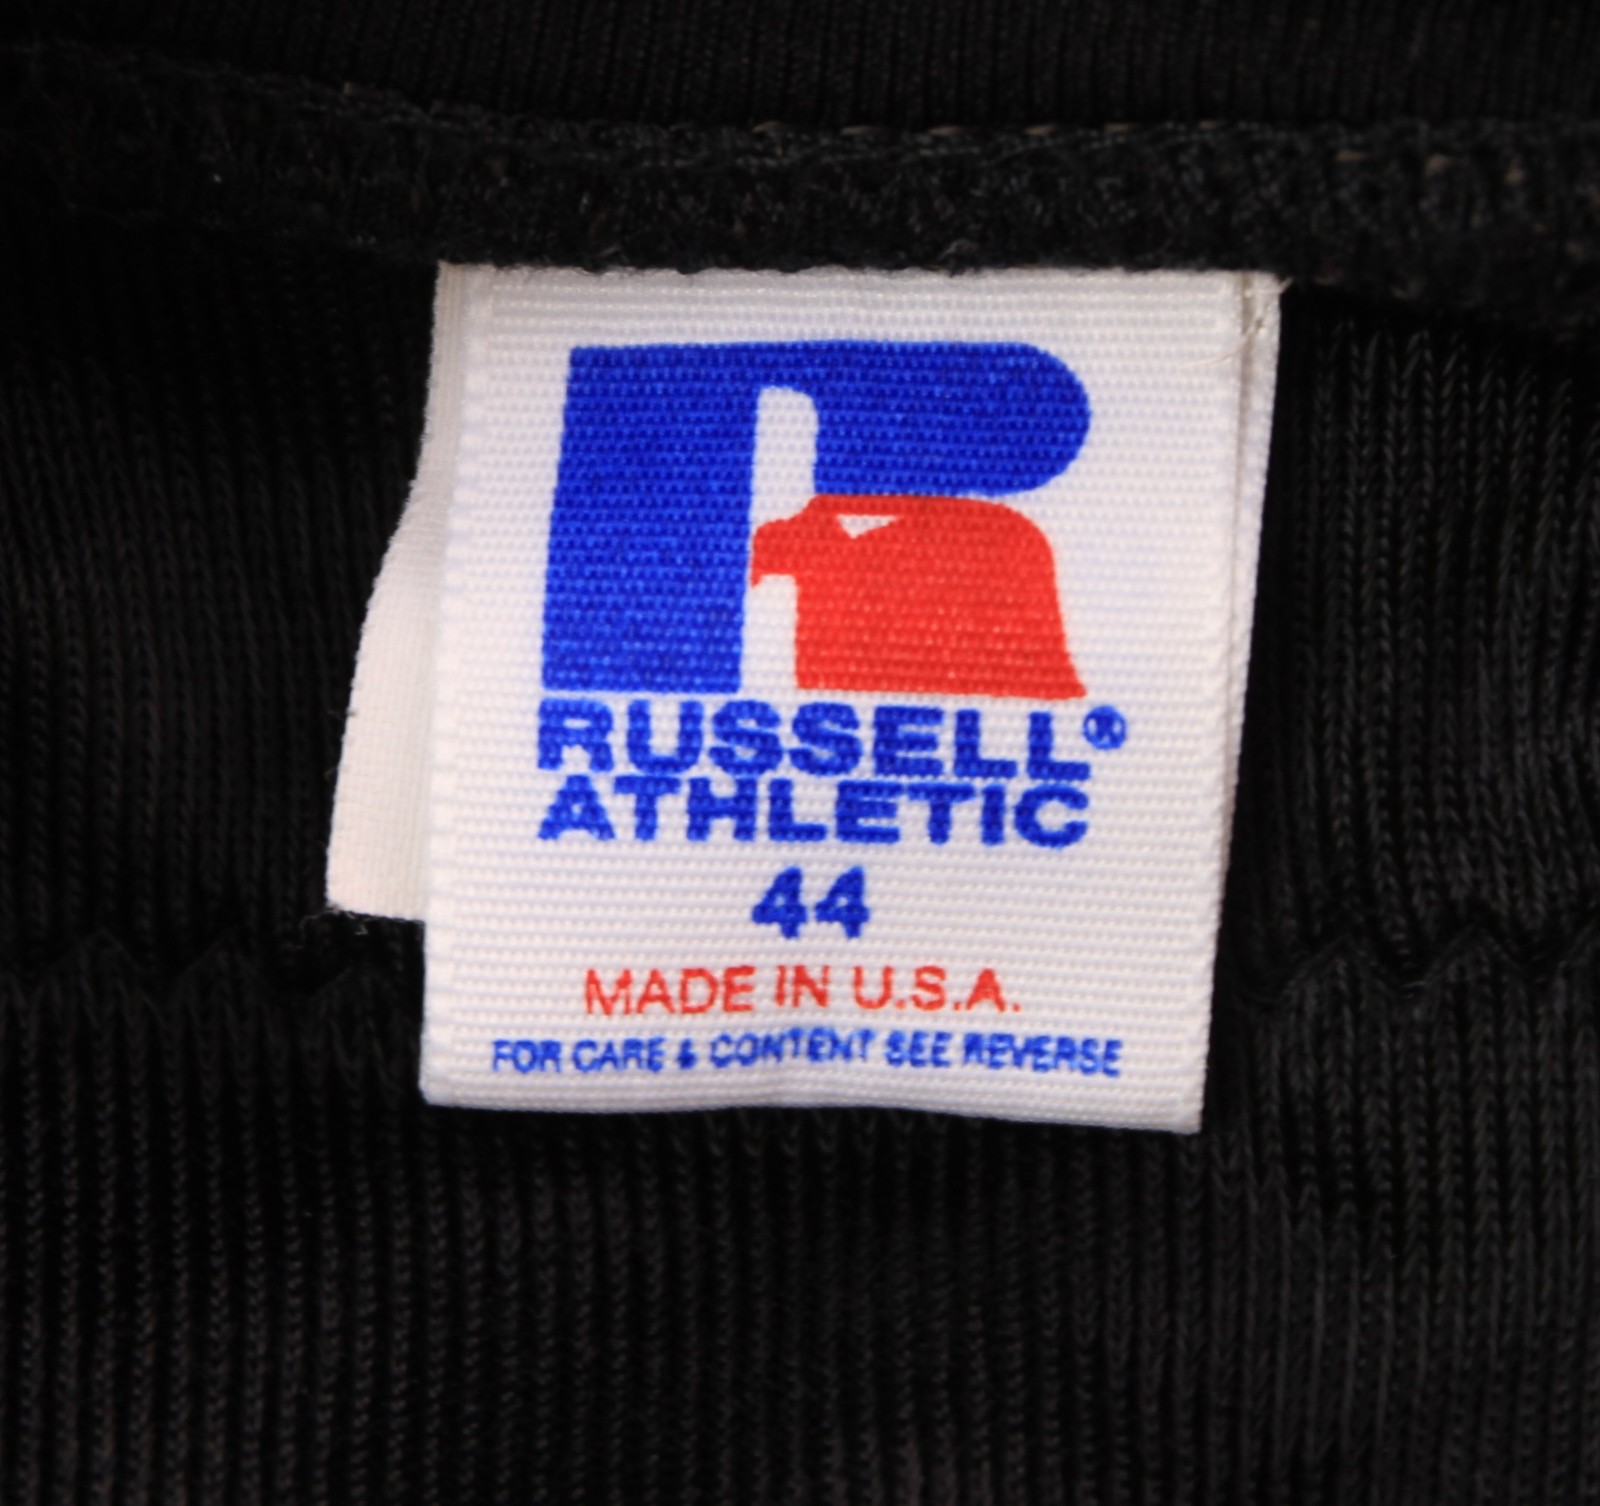 R
RUSSELL®
ATHLETIC
44
MADE IN U.S.A.
FOR CARE & CONTENT SEE REVERSE